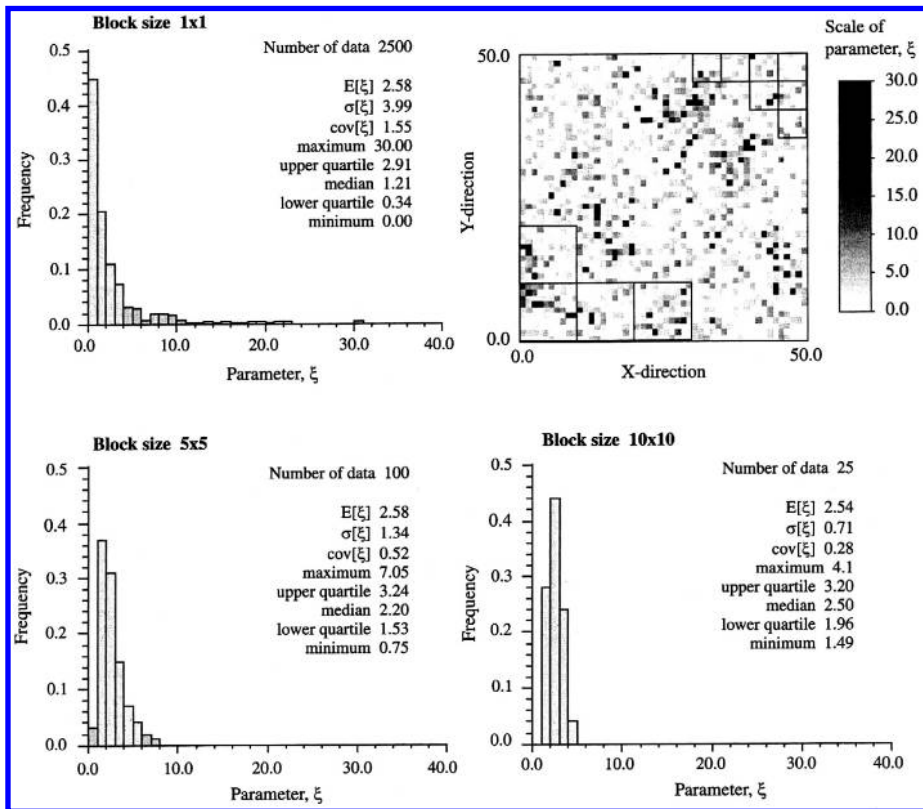 Block size 1x1
0.5
0.4
0.3
0.2
0.1
0.0
Frequency
0.0 10.0 20.0 30.0 40.0
Parameter, ξ
Number of data 2500
E[ξ] 2.58
σ[ξ] 3.99
cov[ξ] 1.55
maximum 30.00
upper quartile 2.91
median 1.21
lower quartile 0.34
minimum 0.00
50.0
Y-direction
0.0
0.0 50.0
X-direction
Scale of
parameter, ξ
30.0
25.0
20.0
15.0
10.0
5.0
0.0
Block size 5x5
0.5
0.4
0.3
0.2
0.1
0.0
Frequency
0.0 10.0 20.0 30.0 40.0
Parameter, ξ
Number of data 100
E[ξ] 2.58
σ[ξ] 1.34
cov[ξ] 0.52
maximum 7.05
upper quartile 3.24
median 2.20
lower quartile 1.53
minimum 0.75
Block size 10x10
0.5
0.4
0.3
0.2
0.1
0.0
Frequency
0.0 10.0 20.0 30.0 40.0
Parameter, ξ
Number of data 25
E[ξ] 2.54
σ[ξ] 0.71
cov[ξ] 0.28
maximum 4.1
upper quartile 3.20
median 2.50
lower quartile 1.96
minimum 1.49